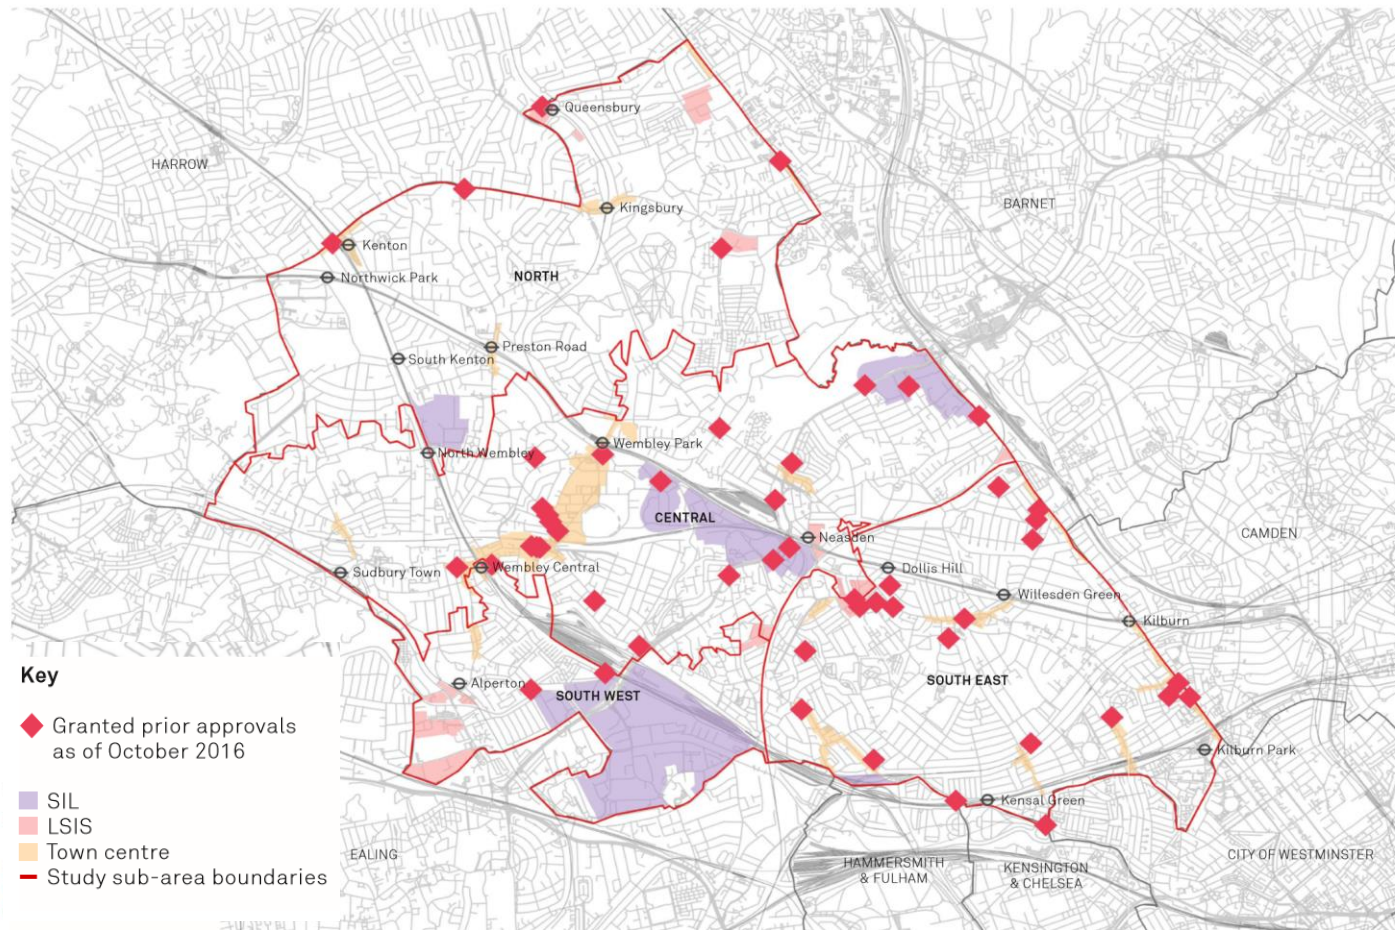 Queensbury
HARROW
BARNET
Kingsbury
Kenton
NORTH
Northwick Park
Preston Road
South Kenton
Wembley Park
North Wembley
CENTRAL
CAMDEN
Neasden
Wembley Central
Dollis Hill
Sudbury Town
Willesden Green
Kilburn
Alperton
SOUTH EAST
SOUTH WEST
Kilburn Park
Kensal Green
EALING
HAMMERSMITH
& FULHAM
KENSINGTON
& CHELSEA
CITY OF WESTMINSTER
Key
Granted prior approvals
as of October 2016
SIL
LSIS
Town centre
Study sub-area boundaries